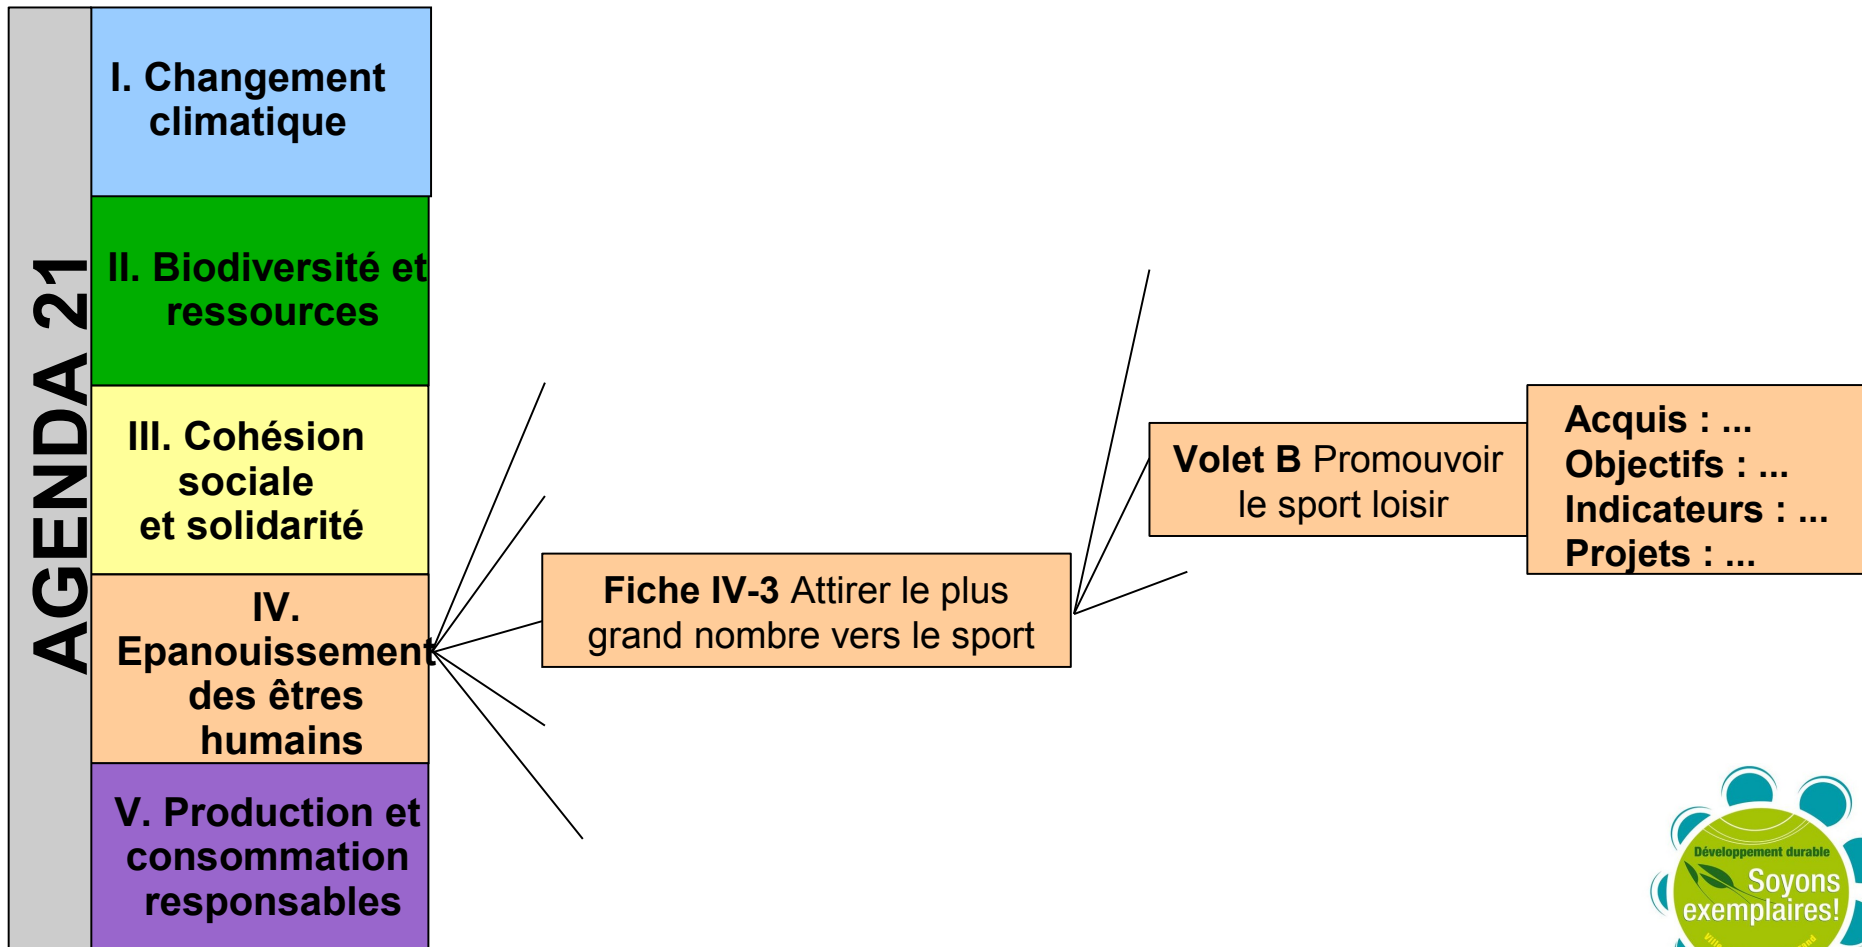 AGENDA 21
I. Changement
climatique
II. Biodiversité et
ressources
III. Cohésion
sociale
et solidarité
IV.
Epanouissement
des êtres
humains
V. Production et
consommation
responsables
Fiche IV-3 Attirer le plus
grand nombre vers le sport
Volet B Promouvoir
le sport loisir
Acquis : ...
Objectifs : ...
Indicateurs : ...
Projets : ...
Développement durable
Soyons
exemplaires!